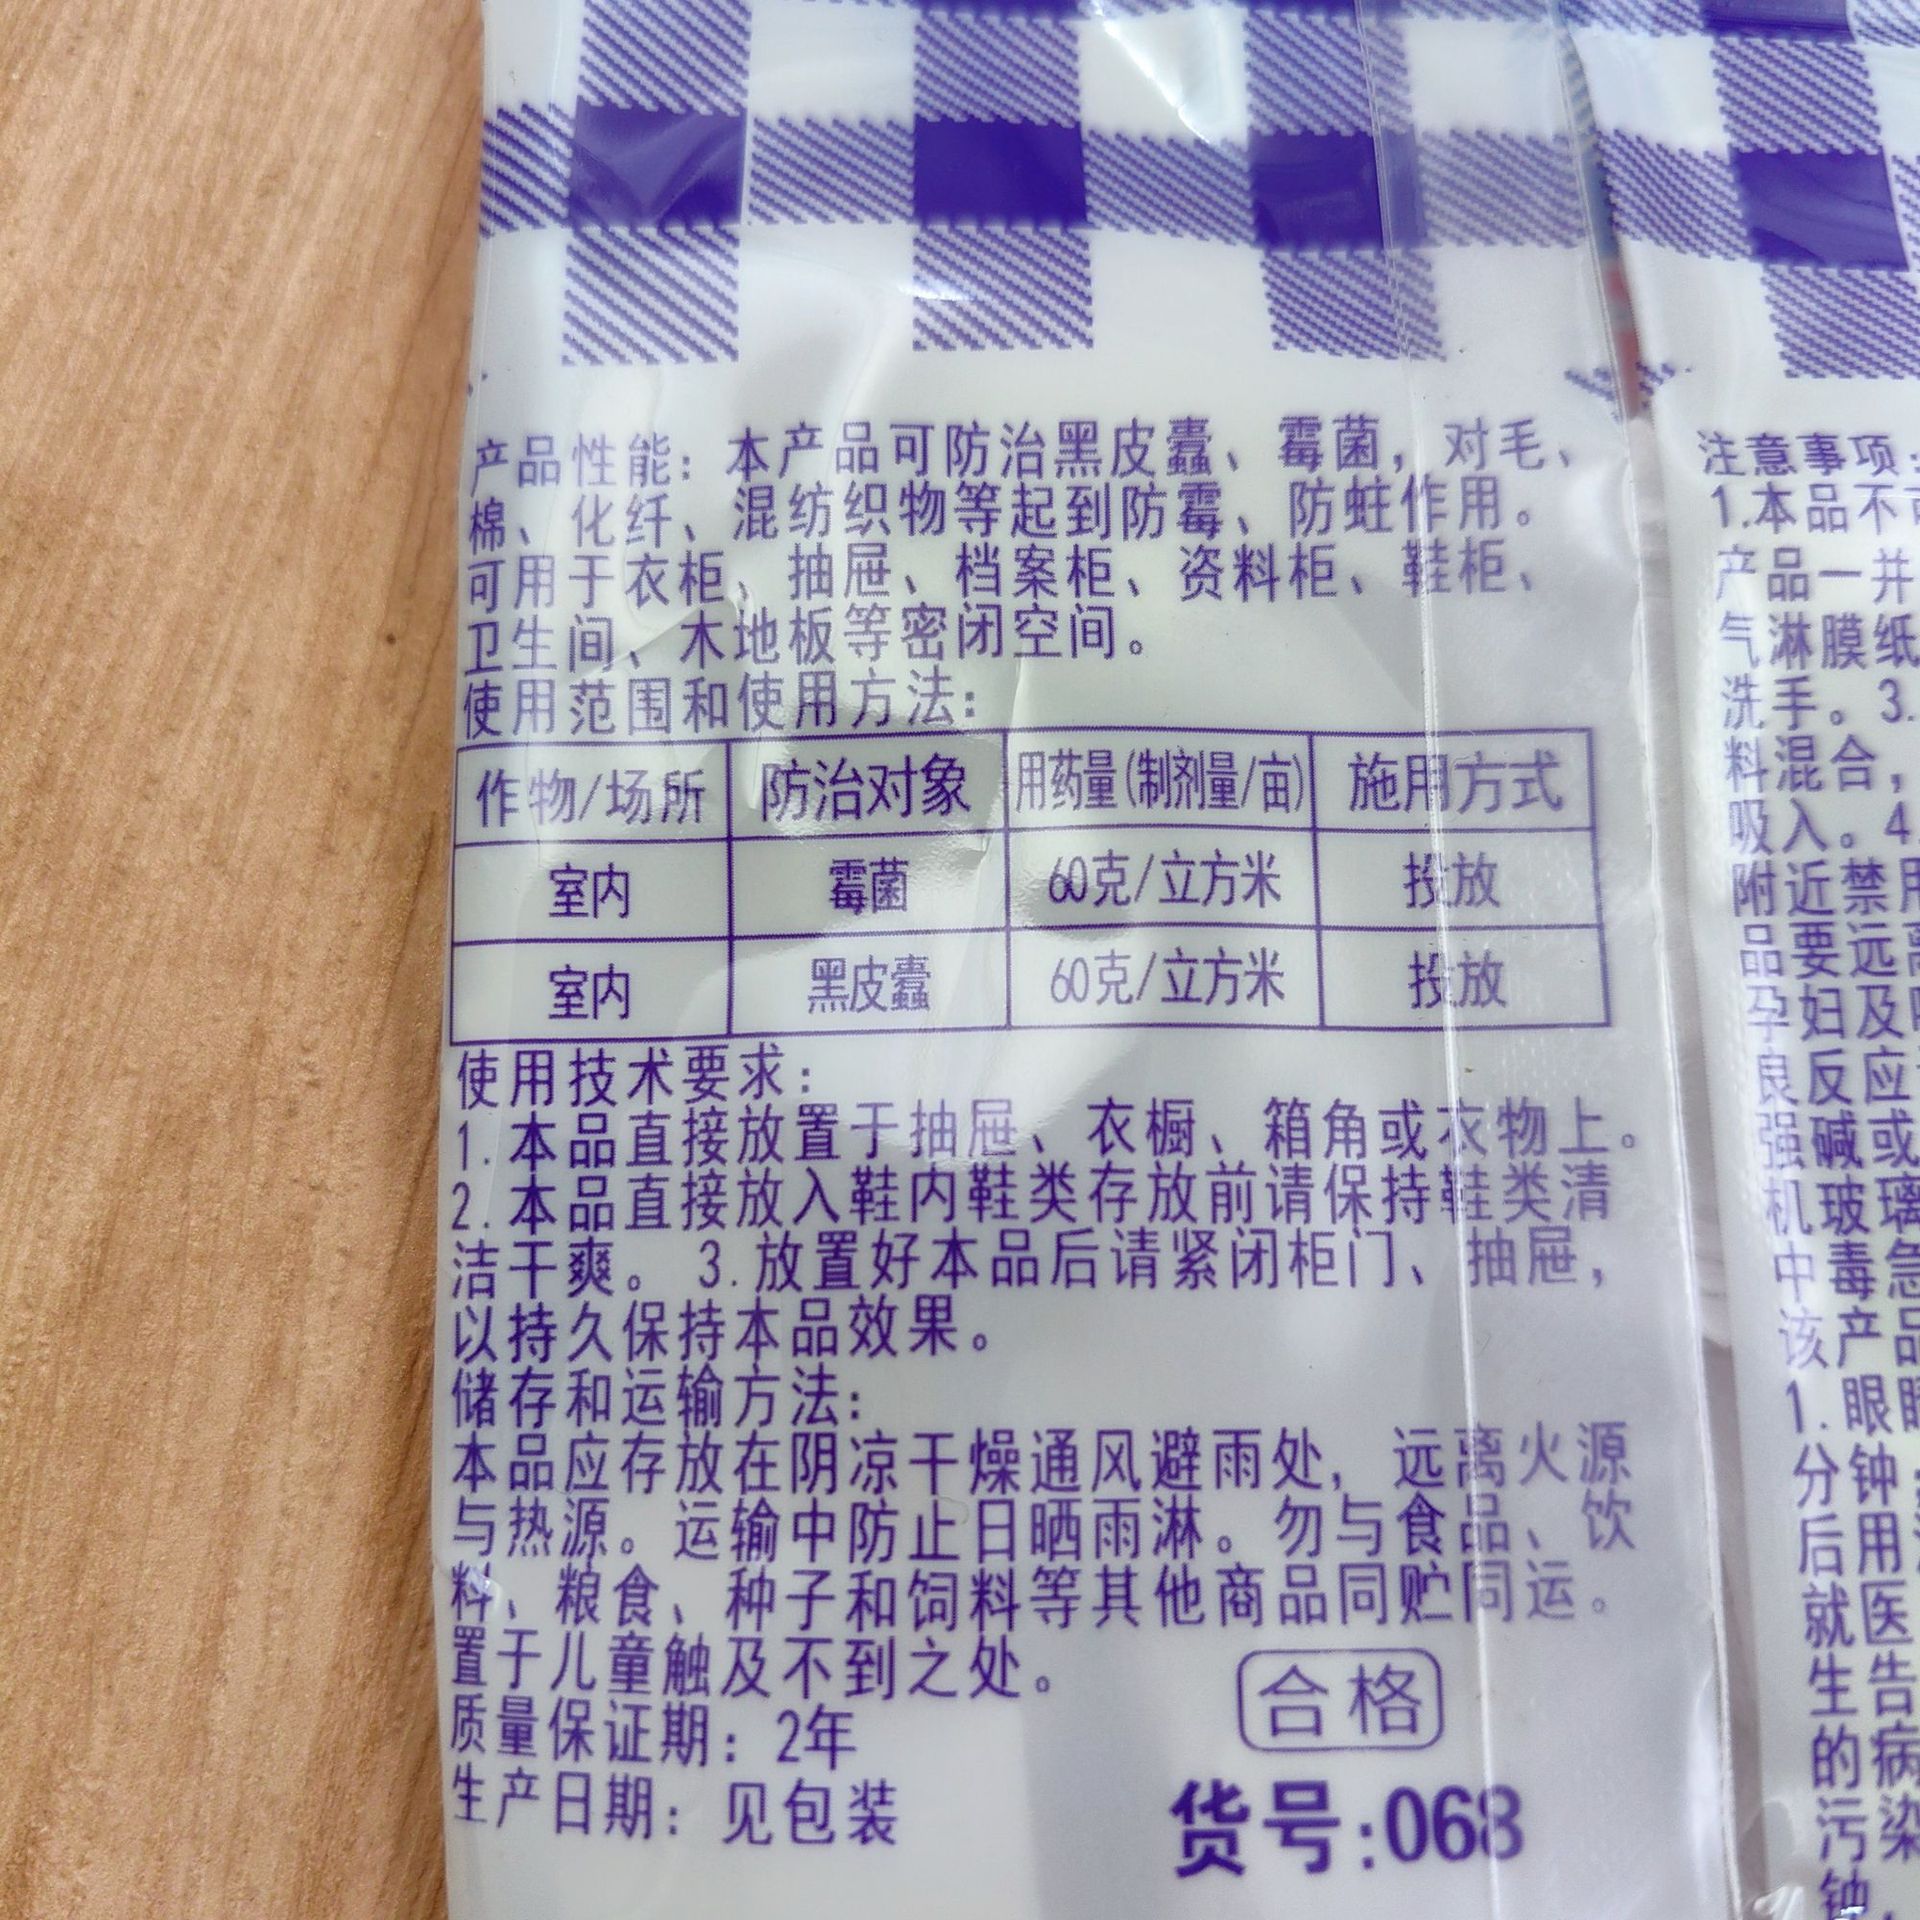 产品性能：本产品可防治黑皮蠹、霉菌，对毛、
棉、化纤、混纺织物等起到防霉、防蛀作用。
可用于衣柜、抽屉、档案柜、资料柜、鞋柜、
卫生间、木地板等密闭空间。
使用范围和使用方法：
作物/场所 防治对象 用药量(制剂量/亩) 施用方式
室内 霉菌 60克/立方米 投放
室内 黑皮蠹 60克/立方米 投放
使用技术要求：
1.本品直接放置于抽屉、衣橱、箱角或衣物上。
2.本品直接放入鞋内鞋类存放前请保持鞋类清
洁干爽。3.放置好本品后请紧闭柜门、抽屉，
以持久保持本品效果。
储存和运输方法：
本品应存放在阴凉干燥通风避雨处，远离火源
与热源。运输中防止日晒雨淋。勿与食品、饮
料、粮食、种子和饲料等其他商品同贮同运。
置于儿童触及不到之处。
质量保证期：2年
生产日期：见包装
合格
货号:068
注意事项：
1.本品不
产品一并
气淋膜纸
洗手。3.
料混合，
吸入。4
附近禁用
品要远
孕妇及
良反应
强碱或
机玻璃
中毒急
该产品
1.眼
分钟
后用
就医
生告
的病
污染
钟